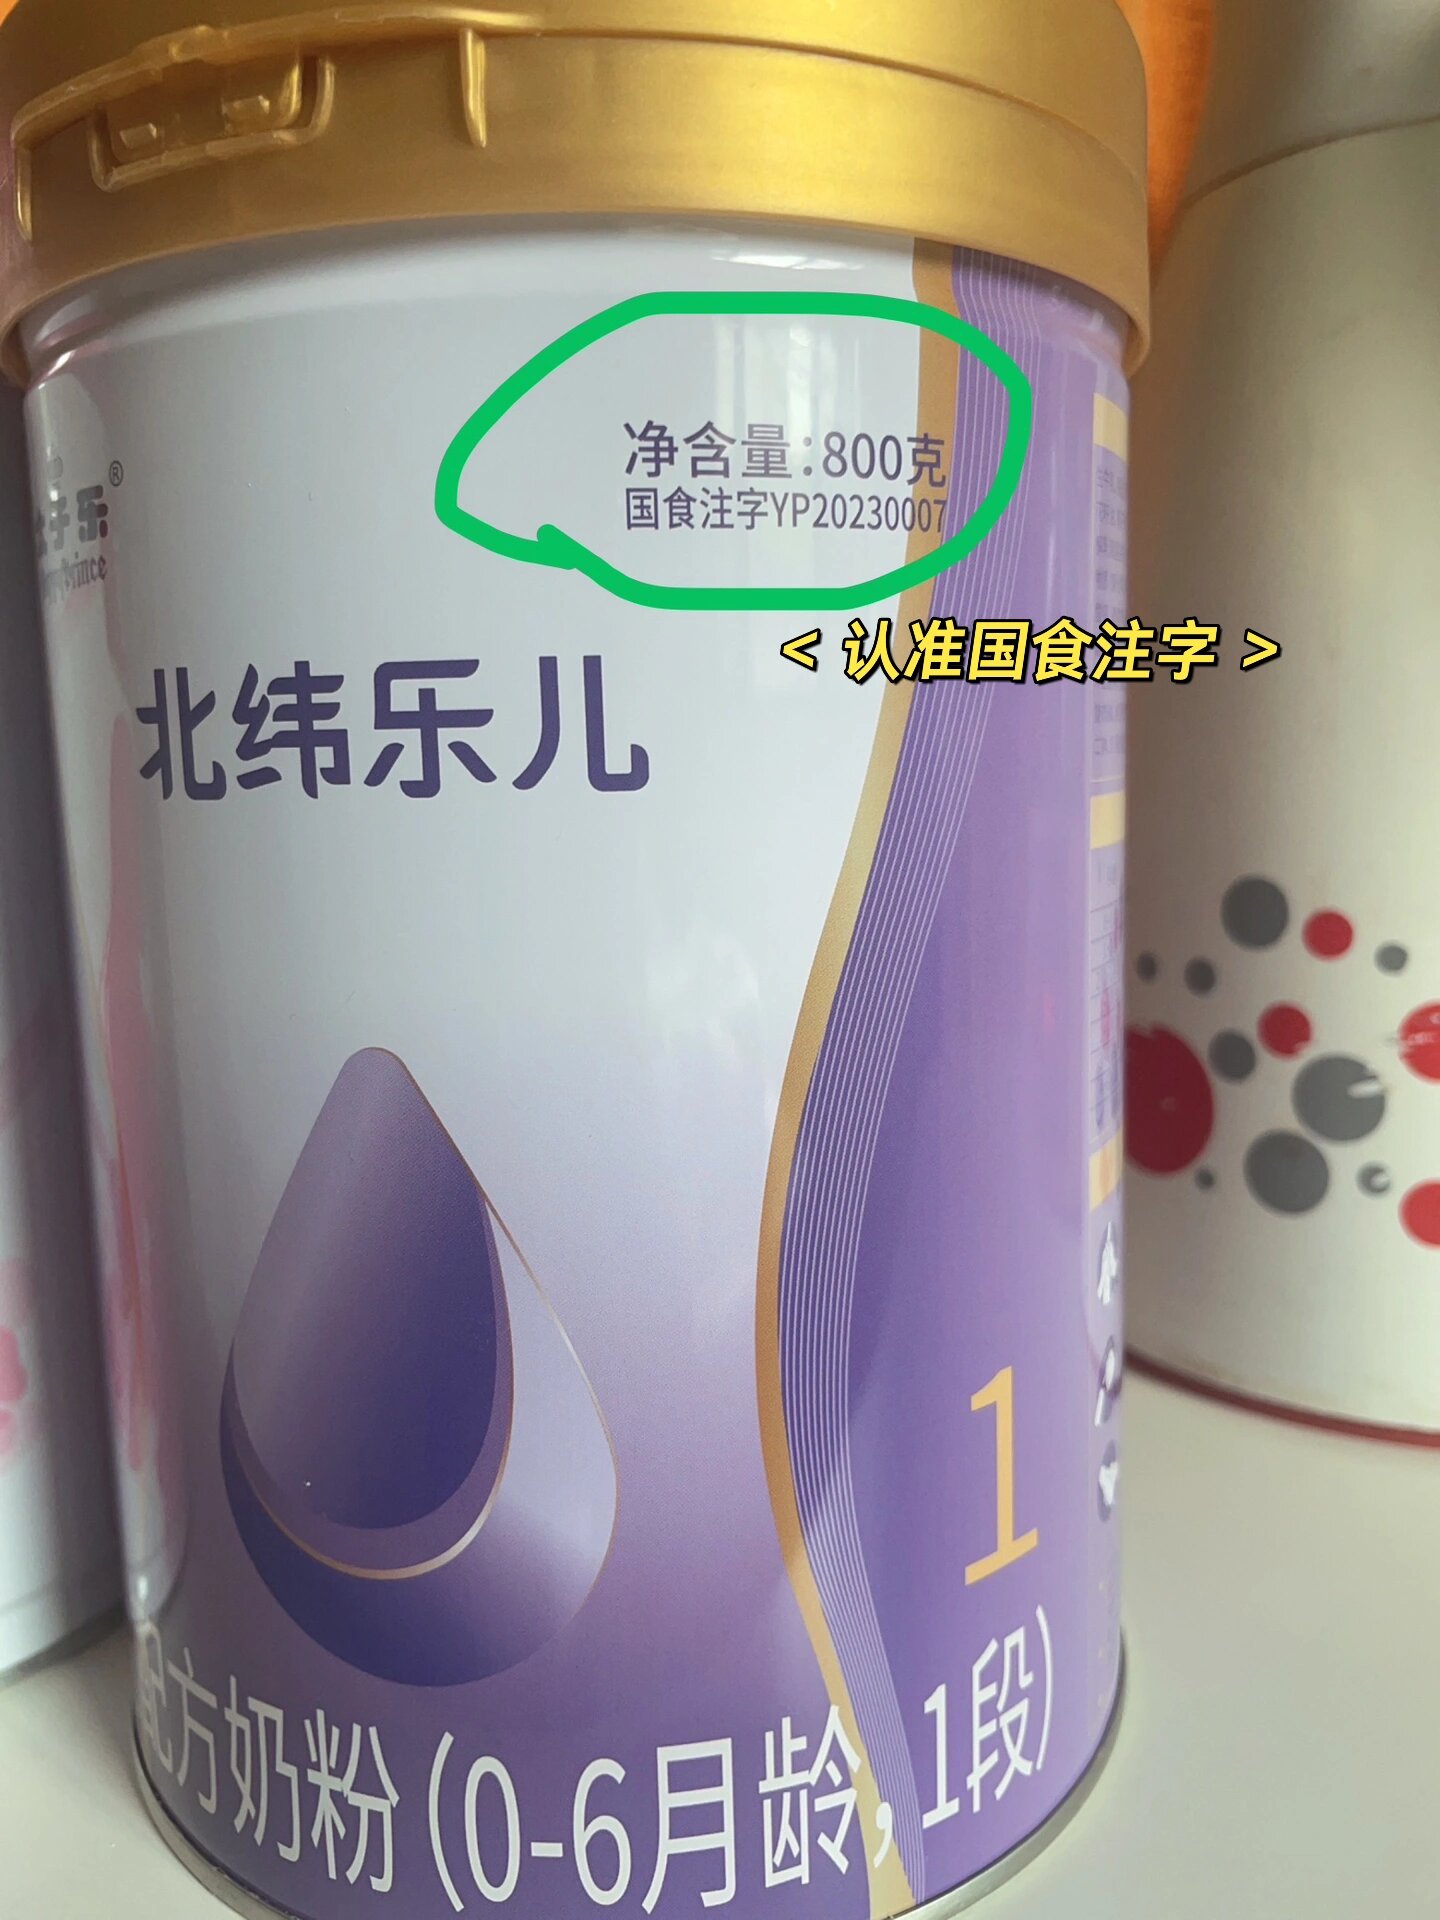 净含量:800克
国食注字YP20230007
手乐®
< 认准国食注字 >
北纬乐儿
1
配方奶粉(0-6月龄,1段)